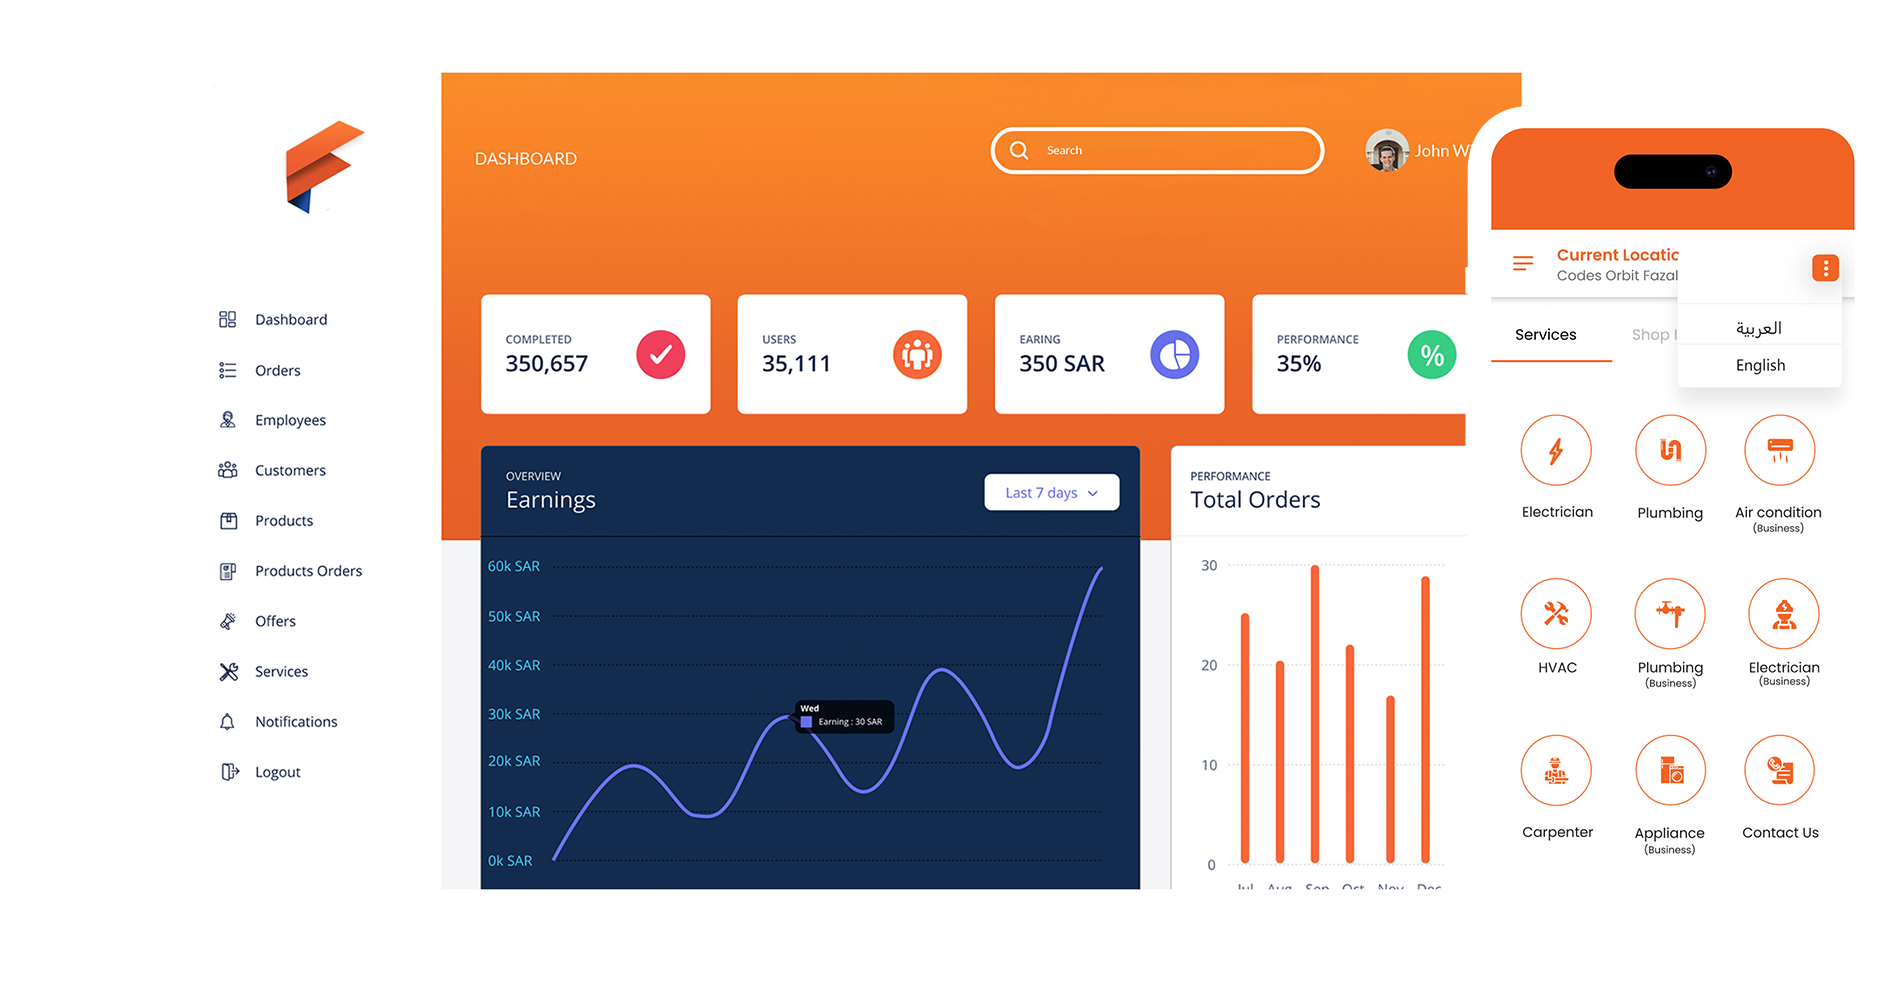 Dashboard
Orders
Employees
Customers
Products
Products Orders
Offers
Services
Notifications
Logout
DASHBOARD
Search
John W
COMPLETED
350,657
USERS
35,111
EARING
350 SAR
PERFORMANCE
35%
%
OVERVIEW
Earnings
Last 7 days
60k SAR
50k SAR
40k SAR
30k SAR
20k SAR
10k SAR
0k SAR
Wed
Earning : 30 SAR
PERFORMANCE
Total Orders
30
20
10
0
Jul Aug Sep Oct Nov Dec
Current Locatio
Codes Orbit Fazal
العربية
English
Services
Shop
Electrician
Plumbing
Air condition
(Business)
HVAC
Plumbing
(Business)
Electrician
(Business)
Carpenter
Appliance
(Business)
Contact Us